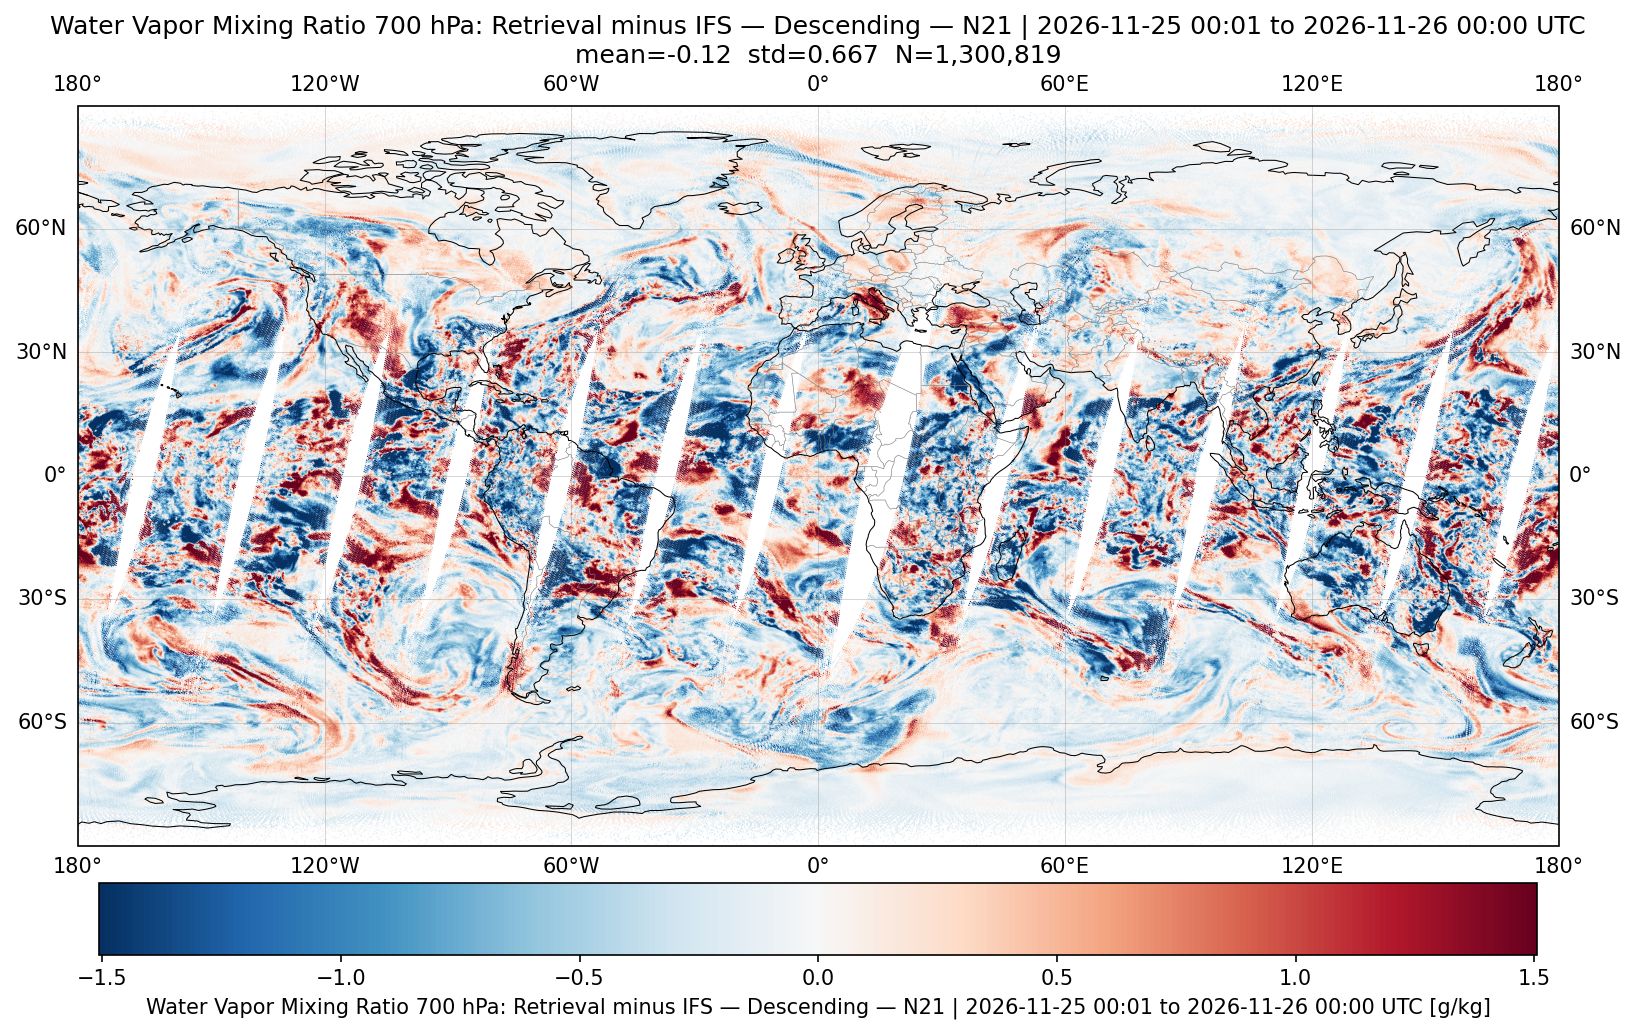 Water Vapor Mixing Ratio 700 hPa: Retrieval minus IFS — Descending — N21 | 2026-11-25 00:01 to 2026-11-26 00:00 UTC
mean=-0.12 std=0.667 N=1,300,819
180° 120°W 60°W 0° 60°E 120°E 180°
60°N 60°N
30°N 30°N
0° 0°
30°S 30°S
60°S 60°S
180° 120°W 60°W 0° 60°E 120°E 180°
−1.5 −1.0 −0.5 0.0 0.5 1.0 1.5
Water Vapor Mixing Ratio 700 hPa: Retrieval minus IFS — Descending — N21 | 2026-11-25 00:01 to 2026-11-26 00:00 UTC [g/kg]